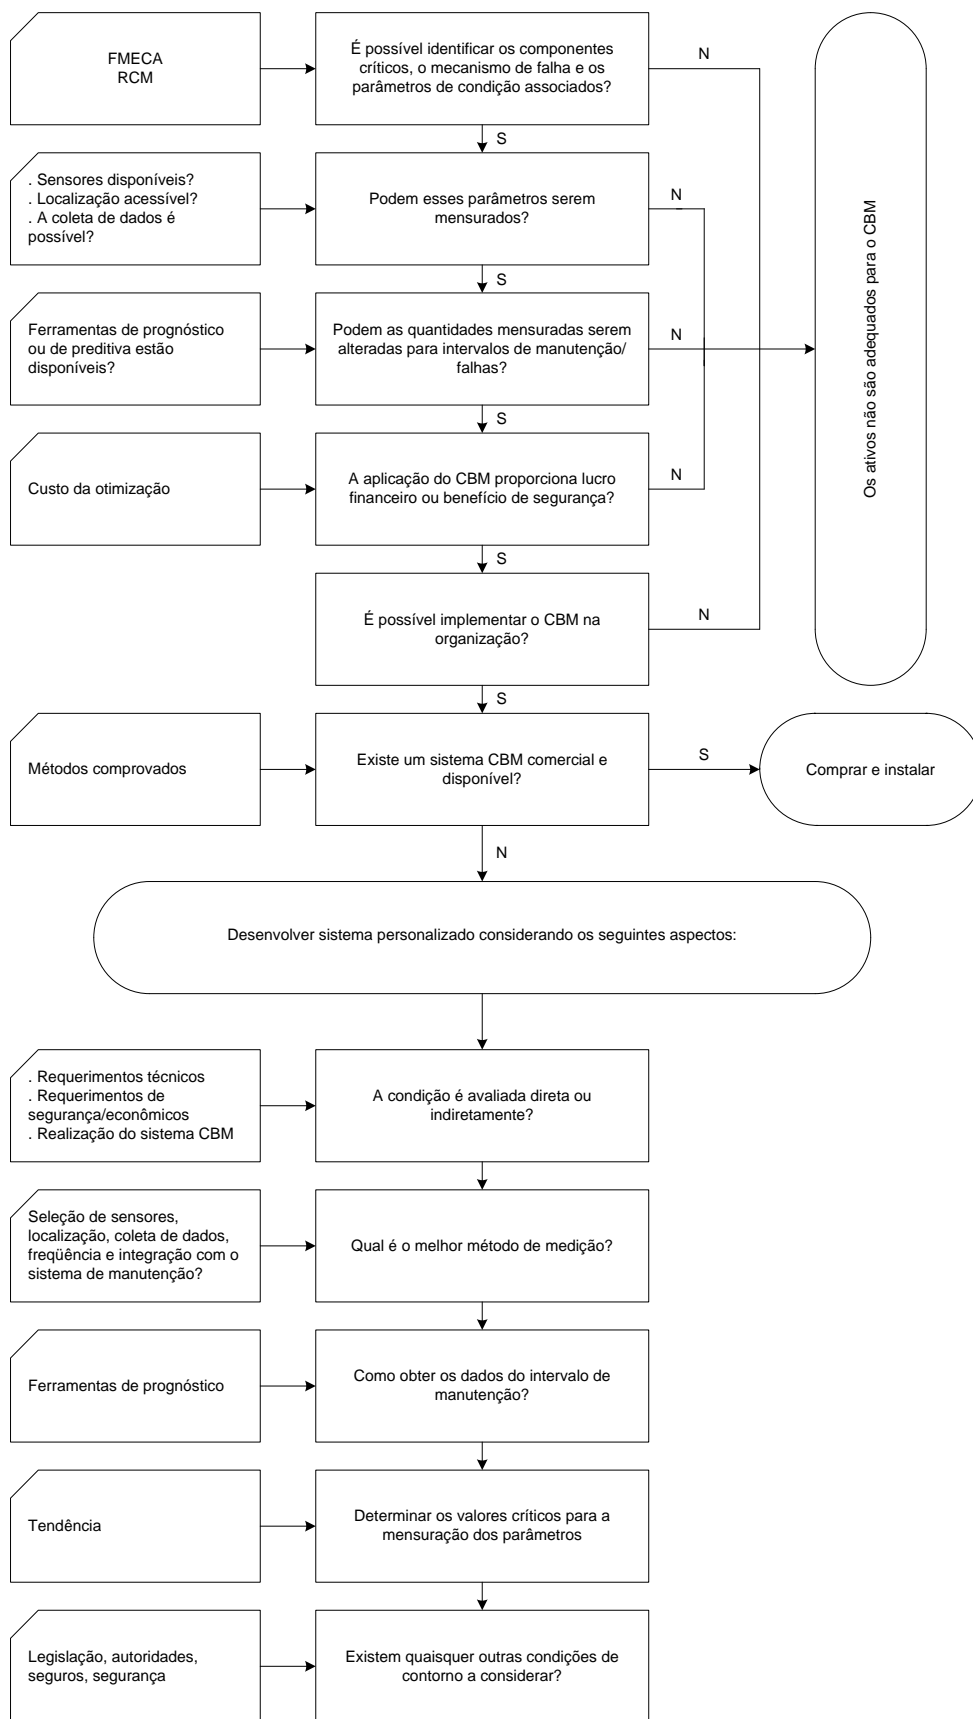 FMECA
RCM
É possível identificar os componentes
críticos, o mecanismo de falha e os
parâmetros de condição associados?
N
S
. Sensores disponíveis?
. Localização acessível?
. A coleta de dados é
possível?
Podem esses parâmetros serem
mensurados?
N
S
Ferramentas de prognóstico
ou de preditiva estão
disponíveis?
Podem as quantidades mensuradas serem
alteradas para intervalos de manutenção/
falhas?
N
Os ativos não são adequados para o CBM
S
Custo da otimização
A aplicação do CBM proporciona lucro
financeiro ou benefício de segurança?
N
S
É possível implementar o CBM na
organização?
N
S
Métodos comprovados
Existe um sistema CBM comercial e
disponível?
S
Comprar e instalar
N
Desenvolver sistema personalizado considerando os seguintes aspectos:
. Requerimentos técnicos
. Requerimentos de
segurança/econômicos
. Realização do sistema CBM
A condição é avaliada direta ou
indiretamente?
Seleção de sensores,
localização, coleta de dados,
freqüência e integração com o
sistema de manutenção?
Qual é o melhor método de medição?
Ferramentas de prognóstico
Como obter os dados do intervalo de
manutenção?
Tendência
Determinar os valores críticos para a
mensuração dos parâmetros
Legislação, autoridades,
seguros, segurança
Existem quaisquer outras condições de
contorno a considerar?